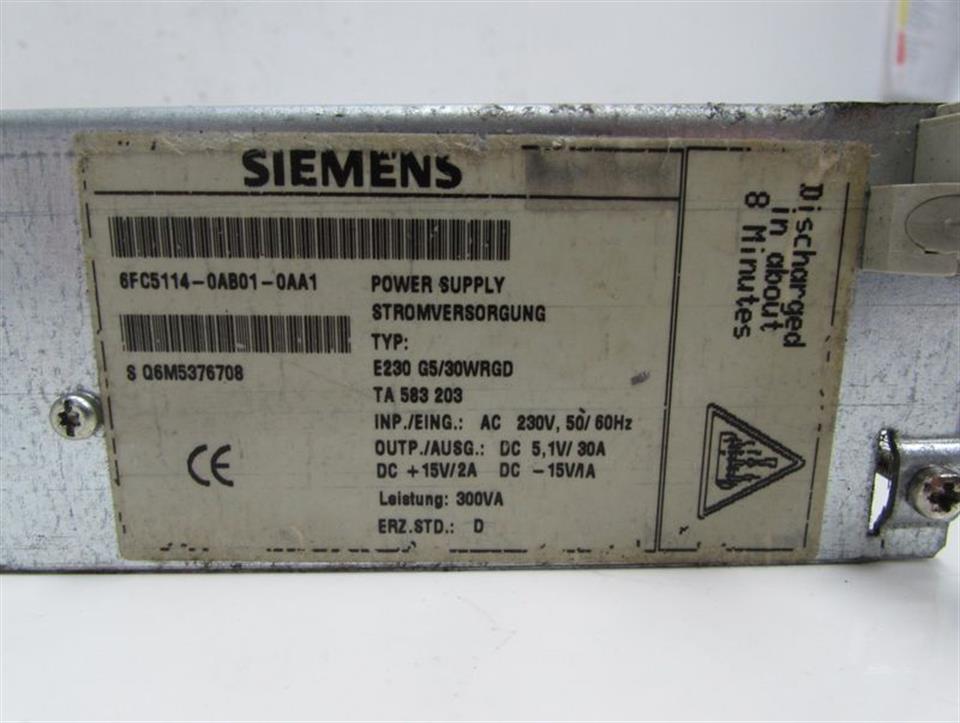 SIEMENS
6FC5114-0AB01-0AA1
S Q6M5376708
POWER SUPPLY
STROMVERSORGUNG
TYP:
E230 G5/30WRGD
TA 583 203
INP./EING.: AC 230V, 50/60Hz
OUTP./AUSG.: DC 5,1V/30A
DC +15V/2A DC -15V/1A
Leistung: 300VA
ERZ.STD.: D
CE
Discharged
in about
8 Minutes